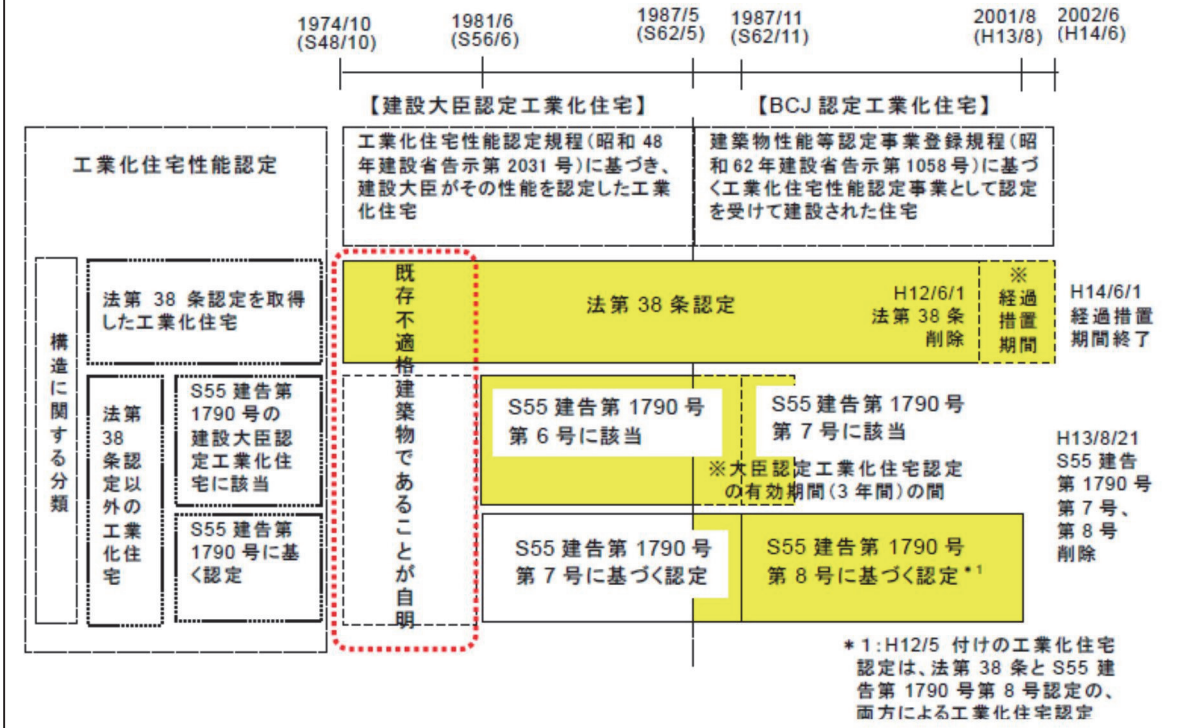 1974/10
(S48/10)
1981/6
(S56/6)
1987/5
(S62/5)
1987/11
(S62/11)
2001/8
(H13/8)
2002/6
(H14/6)
【建設大臣認定工業化住宅】
【BCJ 認定工業化住宅】
工業化住宅性能認定
工業化住宅性能認定規程(昭和 48
年建設省告示第 2031 号)に基づき、
建設大臣がその性能を認定した工業
化住宅
建築物性能等認定事業登録規程(昭
和 62 年建設省告示第 1058 号)に基づ
く工業化住宅性能認定事業として認定
を受けて建設された住宅
構造に関する分類
法第 38 条認定を取得
した工業化住宅
既存不適格建築物であることが自明
法第 38 条認定
H12/6/1
法第 38 条
削除
※
経過
措置
期間
H14/6/1
経過措置
期間終了
法第
38
条認
定以
外の
工業
化住
宅
S55 建告第
1790 号の
建設大臣認
定工業化住
宅に該当
S55 建告第 1790 号
第 6 号に該当
S55 建告第 1790 号
第 7 号に該当
※大臣認定工業化住宅認定
の有効期間(3 年間)の間
H13/8/21
S55 建告
第 1790 号
第 7 号、
第 8 号
削除
S55 建告第
1790 号に基
く認定
S55 建告第 1790 号
第 7 号に基づく認定
S55 建告第 1790 号
第 8 号に基づく認定*1
*1:H12/5 付けの工業化住宅
認定は、法第 38 条と S55 建
告第 1790 号第 8 号認定の、
両方による工業化住宅認定